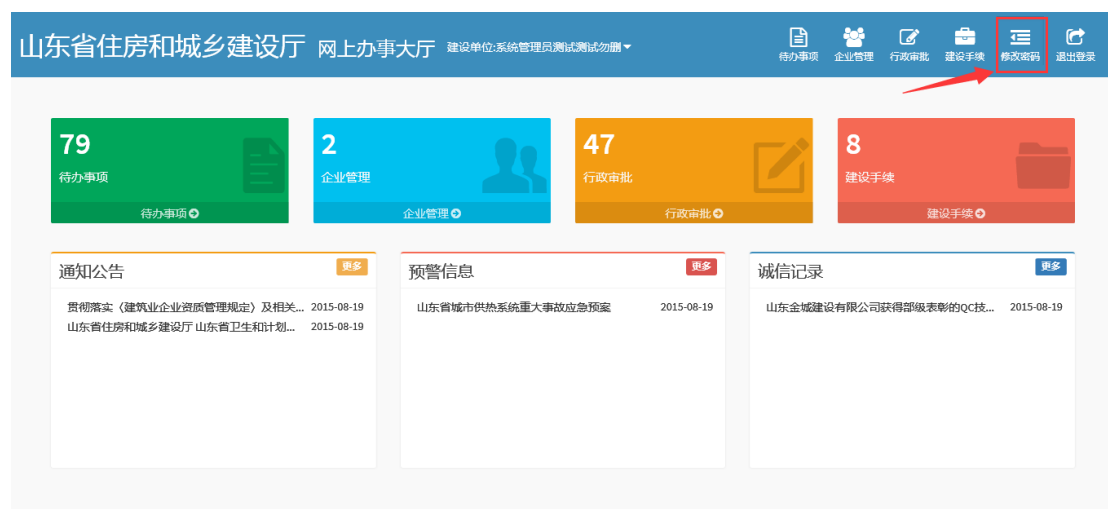 山东省住房和城乡建设厅 网上办事大厅 建设单位:系统管理员测试测试勿删
待办事项 企业管理 行政审批 建设手续 修改密码 退出登录
79 2 47 8
待办事项 企业管理 行政审批 建设手续
待办事项 企业管理 行政审批 建设手续
通知公告 更多
贯彻落实《建筑业企业资质管理规定》及相关... 2015-08-19
山东省住房和城乡建设厅 山东省卫生和计划... 2015-08-19
预警信息 更多
山东省城市供热系统重大事故应急预案 2015-08-19
诚信记录 更多
山东金城建设有限公司获得部级表彰的QC技... 2015-08-19